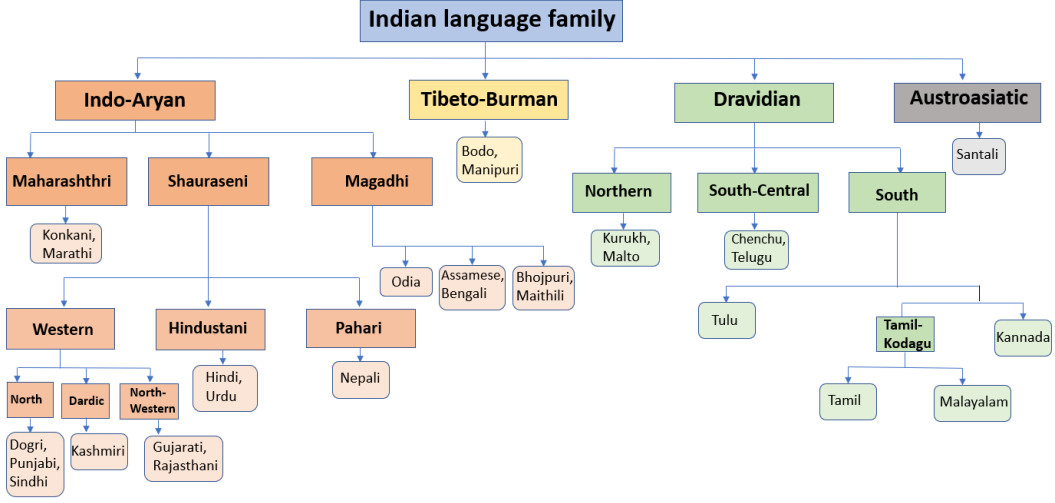 Indian language family
Indo-Aryan
Tibeto-Burman
Dravidian
Austroasiatic
Bodo,
Manipuri
Santali
Maharashthri
Shauraseni
Magadhi
Northern
South-Central
South
Konkani,
Marathi
Kurukh,
Malto
Chenchu,
Telugu
Odia
Assamese,
Bengali
Bhojpuri,
Maithili
Western
Hindustani
Pahari
Tulu
Tamil-
Kodagu
Kannada
Hindi,
Urdu
Nepali
North
Dardic
North-
Western
Tamil
Malayalam
Dogri,
Punjabi,
Sindhi
Kashmiri
Gujarati,
Rajasthani